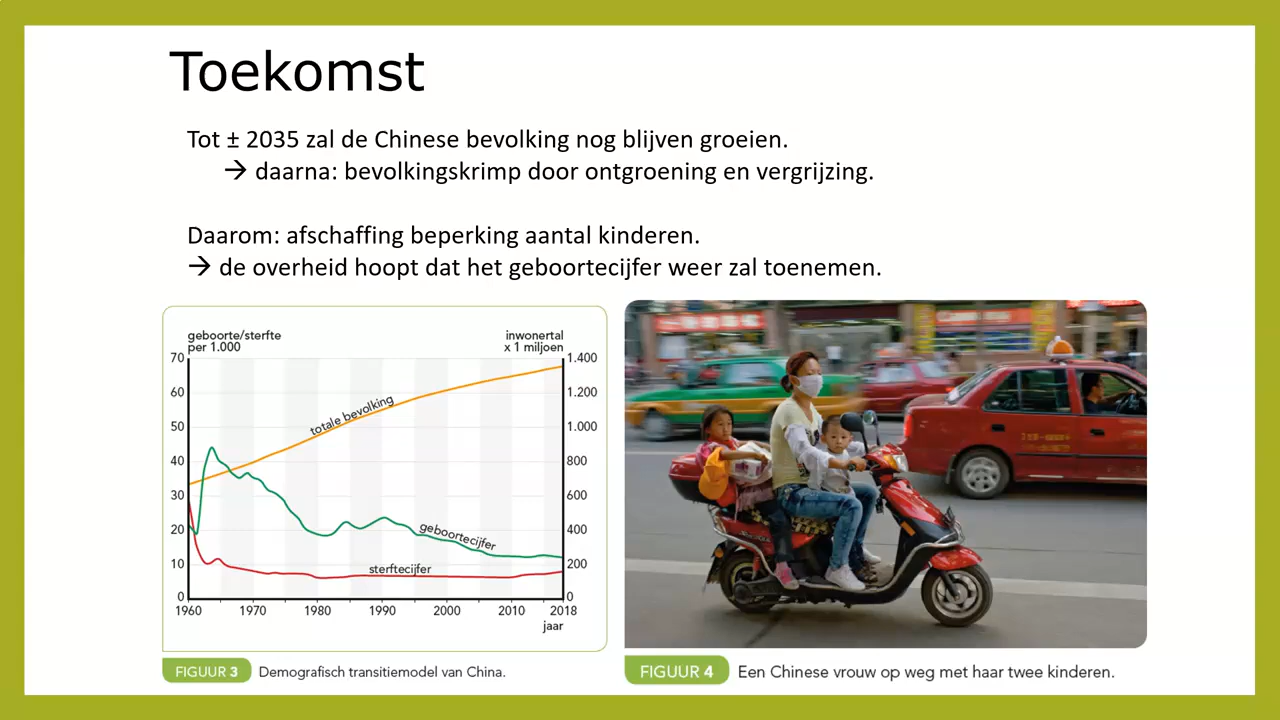 Toekomst
Tot ± 2035 zal de Chinese bevolking nog blijven groeien.
→ daarna: bevolkingskrimp door ontgroening en vergrijzing.
Daarom: afschaffing beperking aantal kinderen.
→ de overheid hoopt dat het geboortecijfer weer zal toenemen.
geboorte/sterfte
per 1.000
inwonertal
x 1 miljoen
70
60
50
40
30
20
10
0
1.400
1.200
1.000
800
600
400
200
0
totale bevolking
geboortecijfer
sterftecijfer
1960 1970 1980 1990 2000 2010 2018
jaar
FIGUUR 3 Demografisch transitiemodel van China.
FIGUUR 4 Een Chinese vrouw op weg met haar twee kinderen.